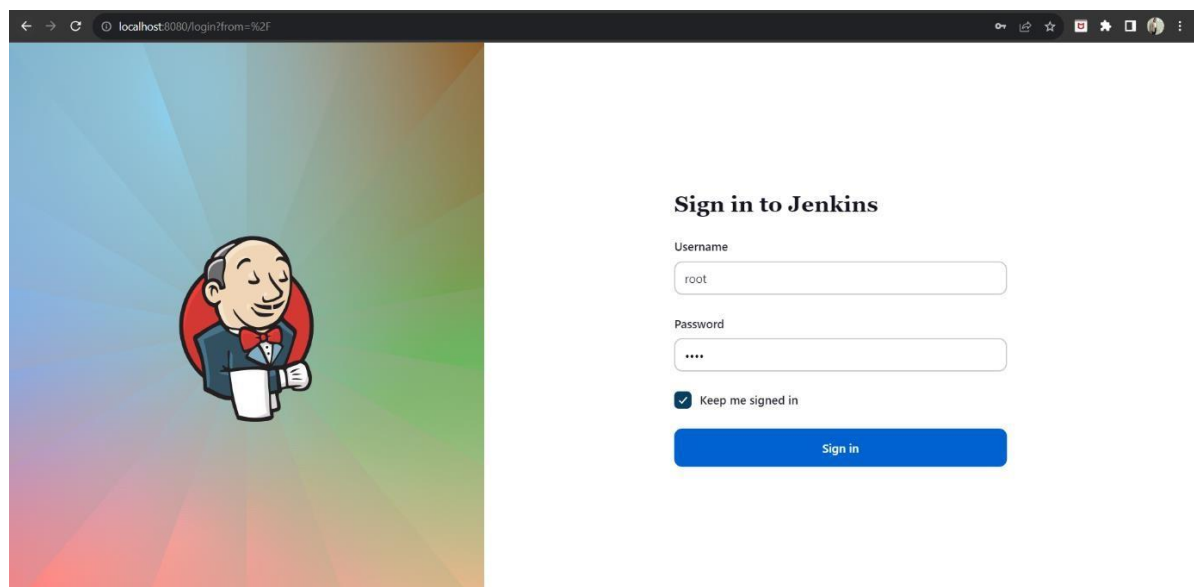 localhost:8080/login?from=%2F
Sign in to Jenkins
Username
root
Password
••••
Keep me signed in
Sign in